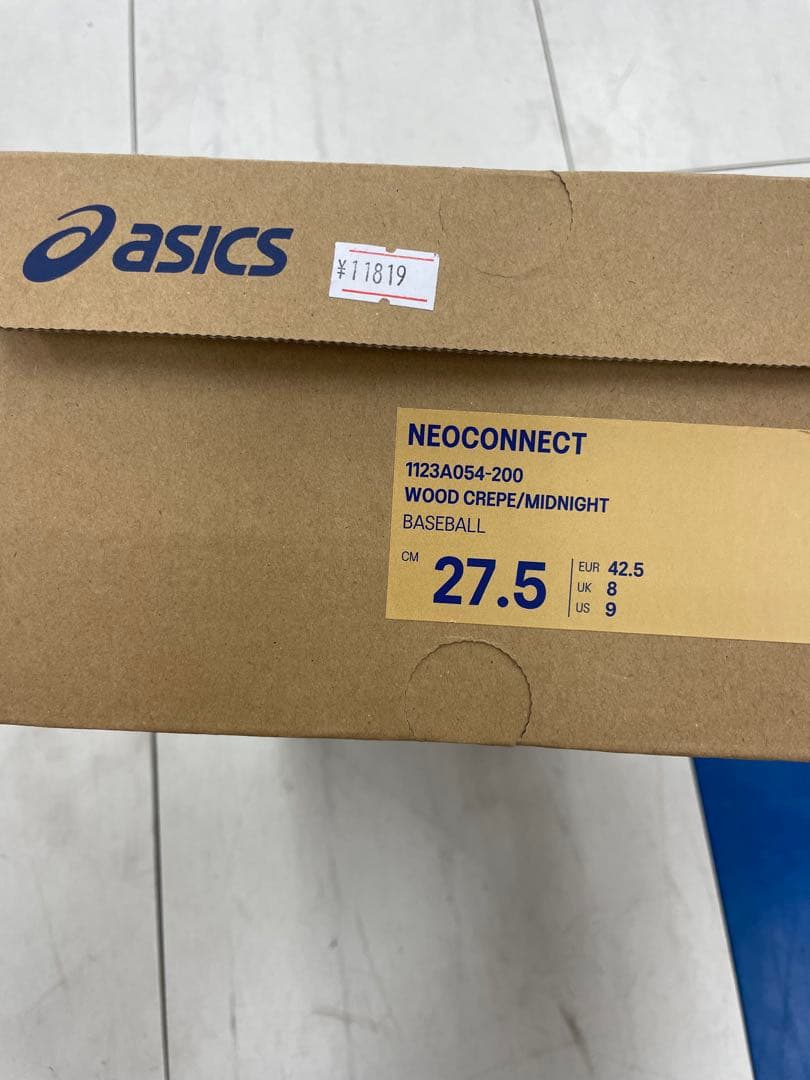 asics
¥11819
NEOCONNECT
1123A054-200
WOOD CREPE/MIDNIGHT
BASEBALL
CM 27.5
EUR 42.5
UK 8
US 9